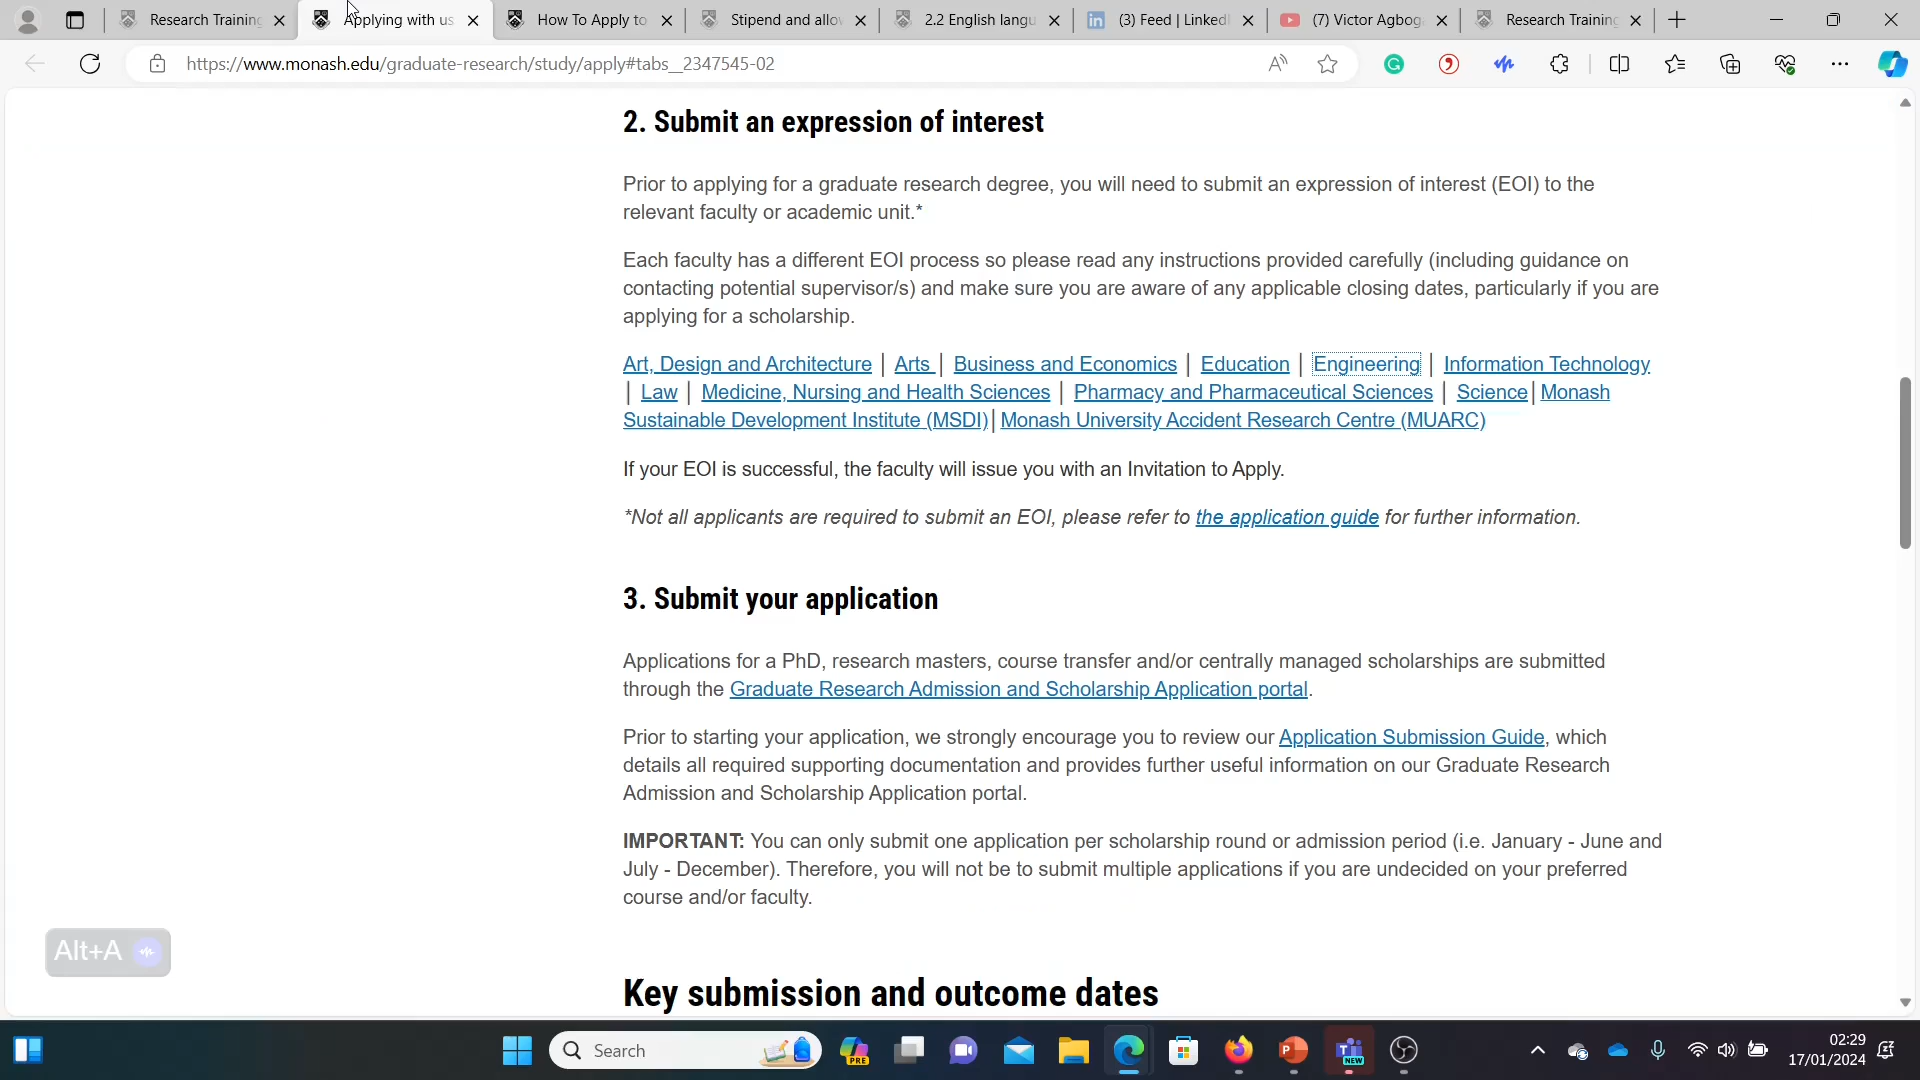 Research Training
Applying with us
How To Apply to
Stipend and allo
2.2 English langu
(3) Feed | Linked
(7) Victor Agbog
Research Training
https://www.monash.edu/graduate-research/study/apply#tabs__2347545-02
2. Submit an expression of interest
Prior to applying for a graduate research degree, you will need to submit an expression of interest (EOI) to the
relevant faculty or academic unit.*
Each faculty has a different EOI process so please read any instructions provided carefully (including guidance on
contacting potential supervisor/s) and make sure you are aware of any applicable closing dates, particularly if you are
applying for a scholarship.
Art, Design and Architecture | Arts | Business and Economics | Education | Engineering | Information Technology
| Law | Medicine, Nursing and Health Sciences | Pharmacy and Pharmaceutical Sciences | Science | Monash
Sustainable Development Institute (MSDI) | Monash University Accident Research Centre (MUARC)
If your EOI is successful, the faculty will issue you with an Invitation to Apply.
*Not all applicants are required to submit an EOI, please refer to the application guide for further information.
3. Submit your application
Applications for a PhD, research masters, course transfer and/or centrally managed scholarships are submitted
through the Graduate Research Admission and Scholarship Application portal.
Prior to starting your application, we strongly encourage you to review our Application Submission Guide, which
details all required supporting documentation and provides further useful information on our Graduate Research
Admission and Scholarship Application portal.
IMPORTANT: You can only submit one application per scholarship round or admission period (i.e. January - June and
July - December). Therefore, you will not be to submit multiple applications if you are undecided on your preferred
course and/or faculty.
Alt+A
Key submission and outcome dates
Search
PRE
NEW
02:29
17/01/2024